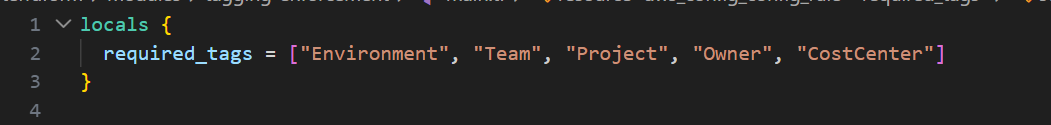 1 locals {
2 required_tags = ["Environment", "Team", "Project", "Owner", "CostCenter"]
3 }
4